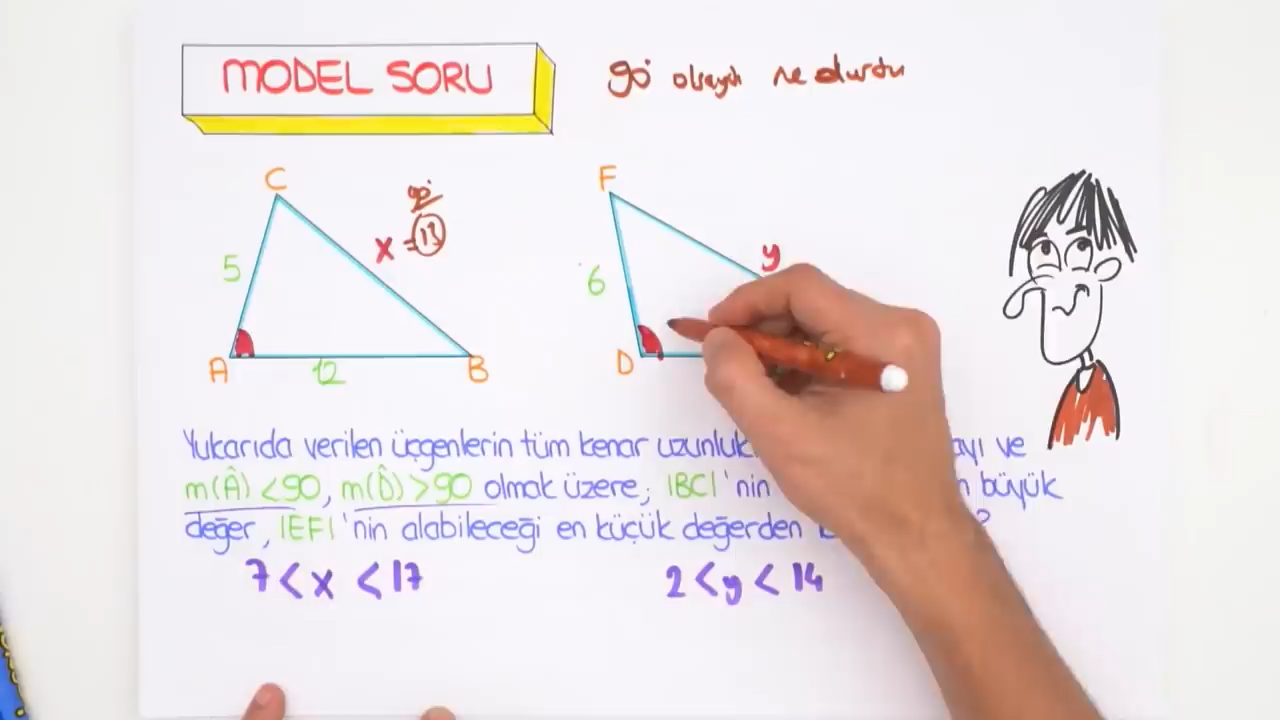 MODEL SORU
90° olsaydı ne olurdu
C
F
90°
X = 13
y
5
6
A
12
B
D
Yukarıda verilen üçgenlerin tüm kenar uzunluk ayı ve
m(Â) < 90, m(D̂) > 90 olmak üzere; |BC|'nin büyük
değer, |EF|'nin alabileceği en küçük değerden ?
7 < x < 17
2 < y < 14